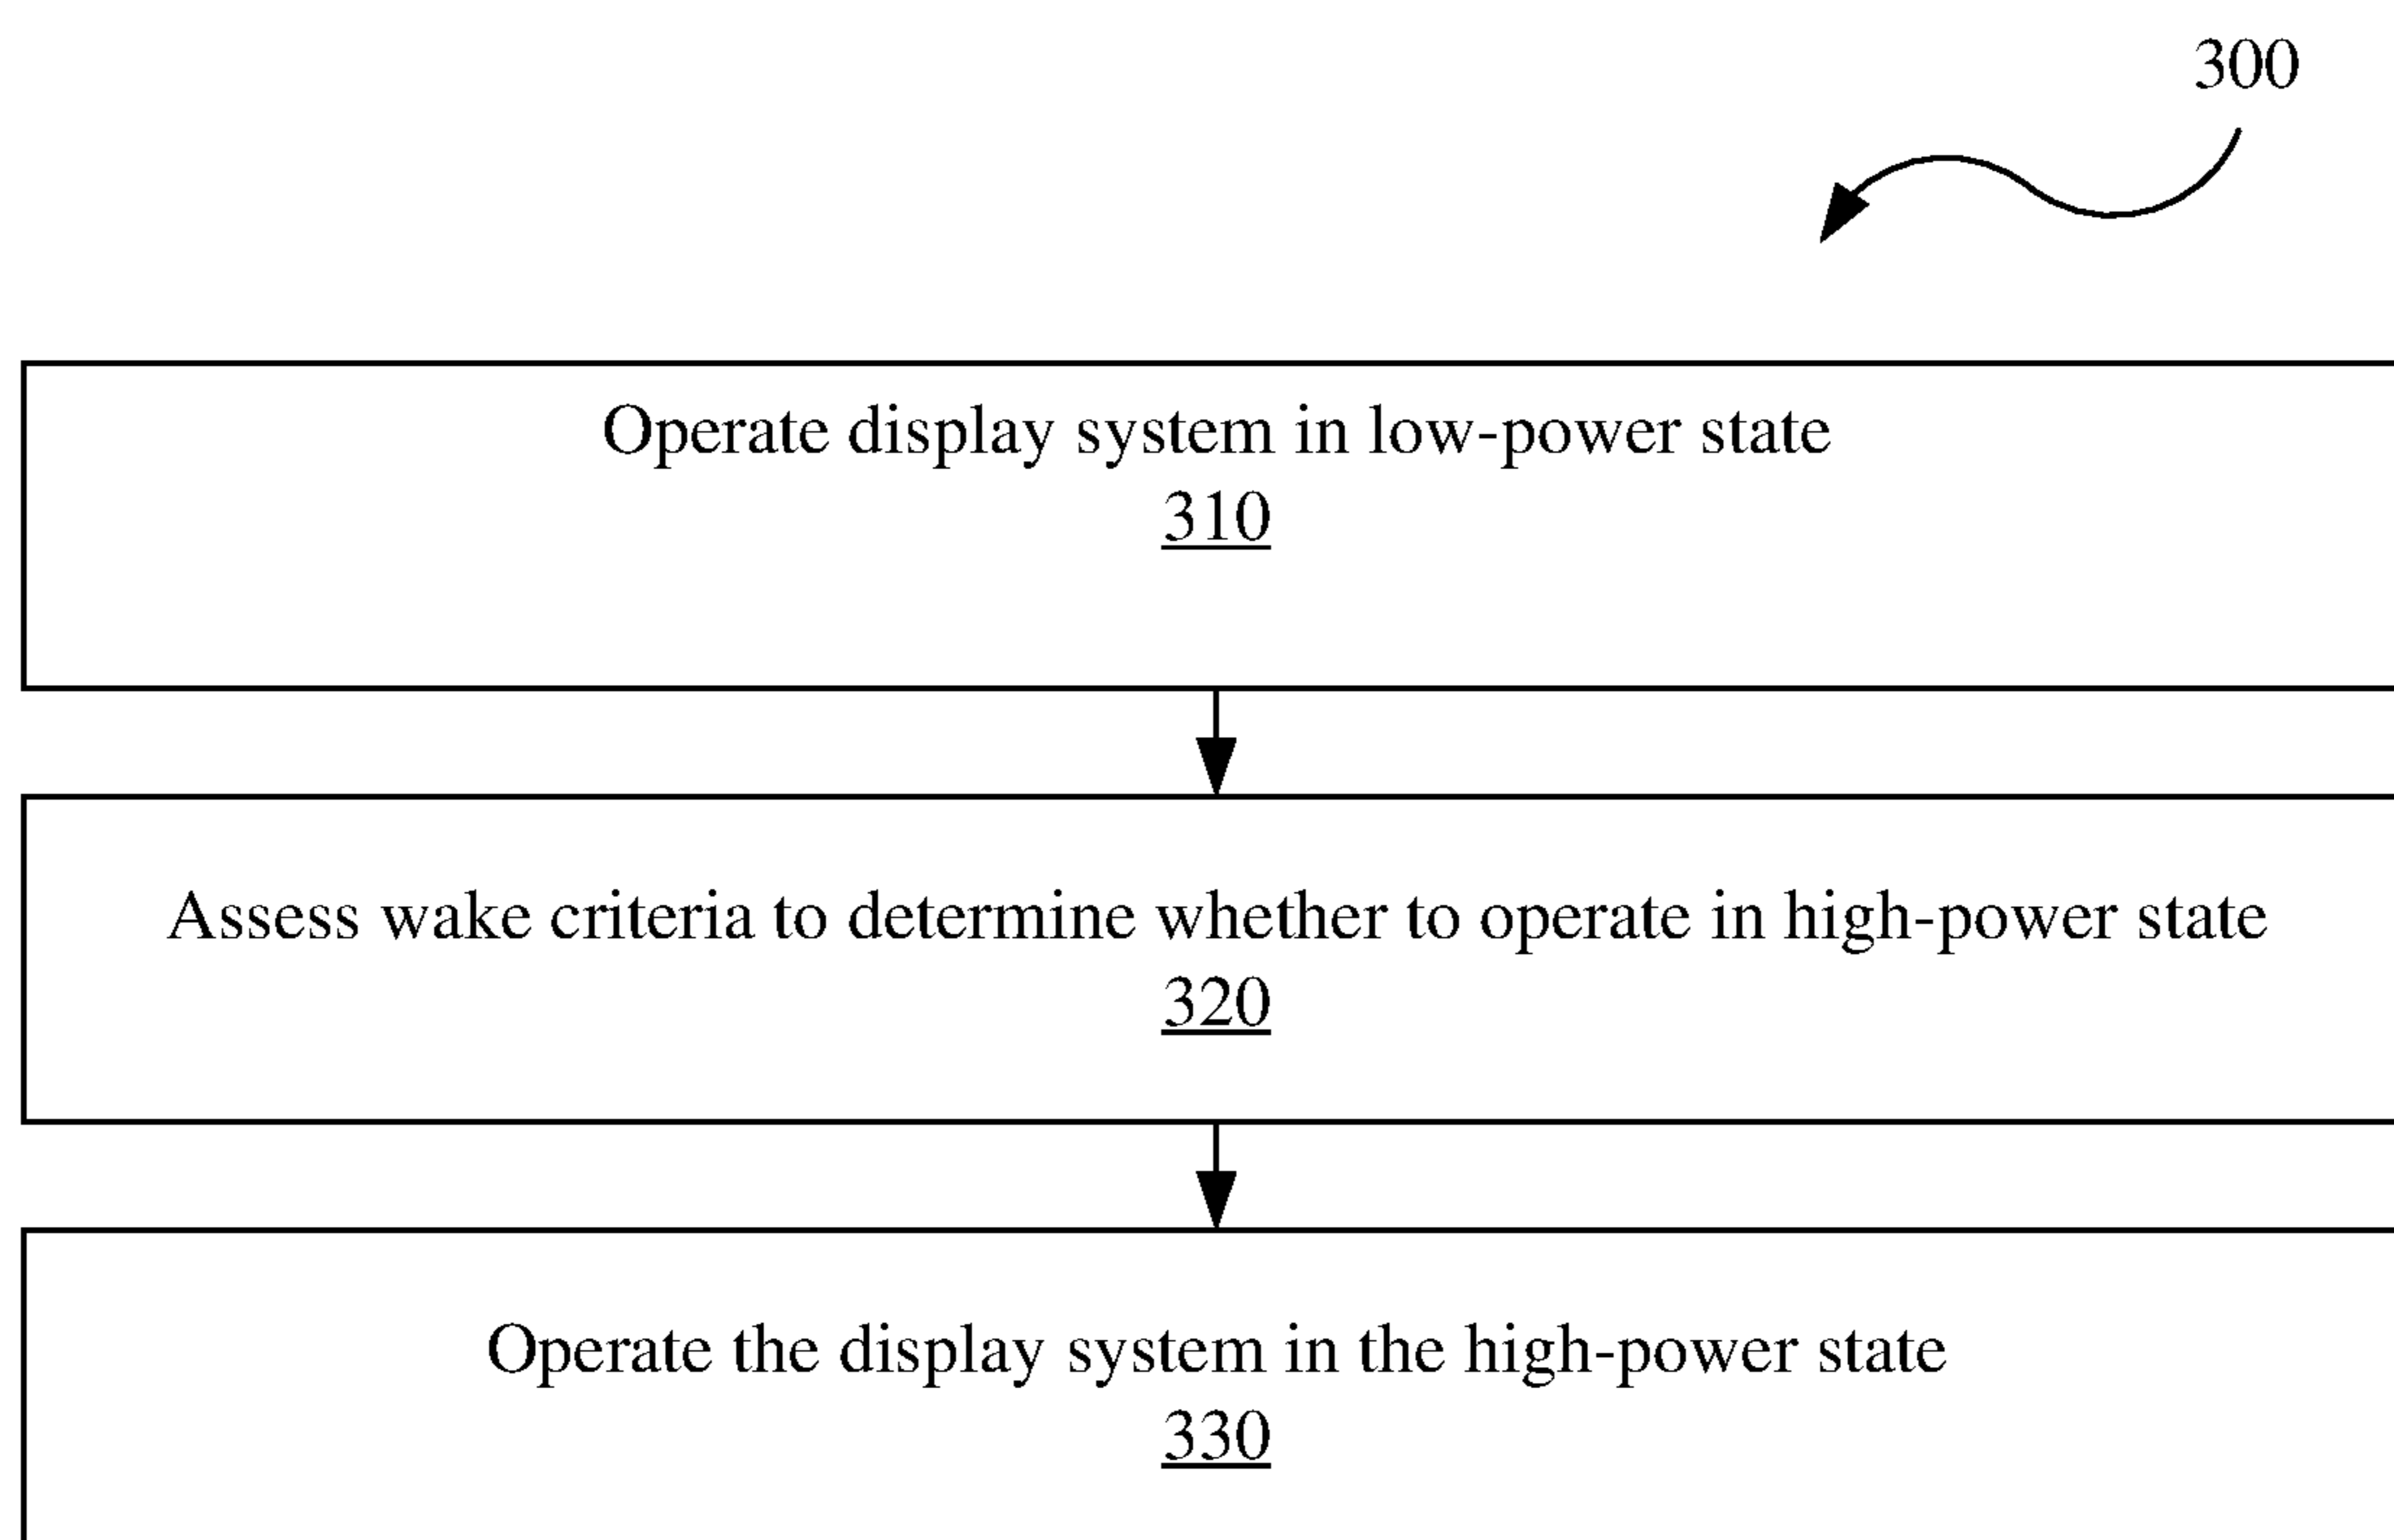 300
Operate display system in low-power state
310
Assess wake criteria to determine whether to operate in high-power state
320
Operate the display system in the high-power state
330